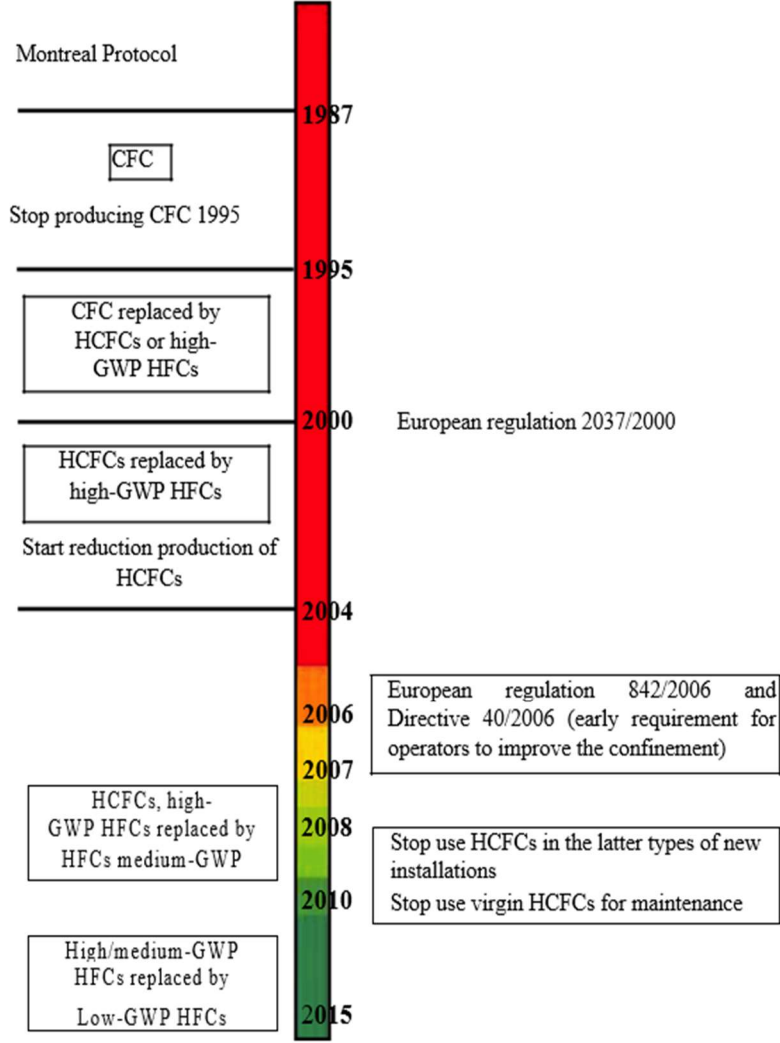 Montreal Protocol
1987
CFC
Stop producing CFC 1995
1995
CFC replaced by
HCFCs or high-
GWP HFCs
2000
European regulation 2037/2000
HCFCs replaced by
high-GWP HFCs
Start reduction production of
HCFCs
2004
European regulation 842/2006 and
Directive 40/2006 (early requirement for
operators to improve the confinement)
2006
2007
HCFCs, high-
GWP HFCs replaced by
HFCs medium-GWP
2008
Stop use HCFCs in the latter types of new
installations
Stop use virgin HCFCs for maintenance
2010
High/medium-GWP
HFCs replaced by
Low-GWP HFCs
2015